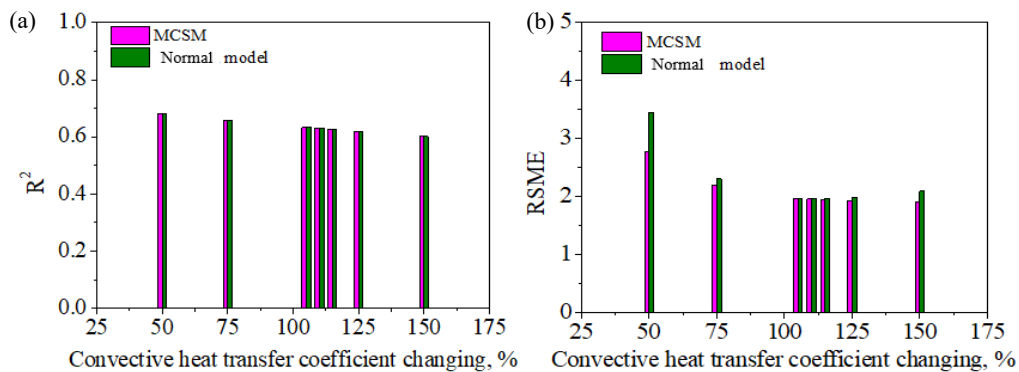 (a)
1.0
0.8
0.6
0.4
0.2
0.0
R²
MCSM
Normal model
25 50 75 100 125 150 175
Convective heat transfer coefficient changing, %
(b)
5
4
3
2
1
0
RSME
MCSM
Normal model
25 50 75 100 125 150 175
Convective heat transfer coefficient changing, %